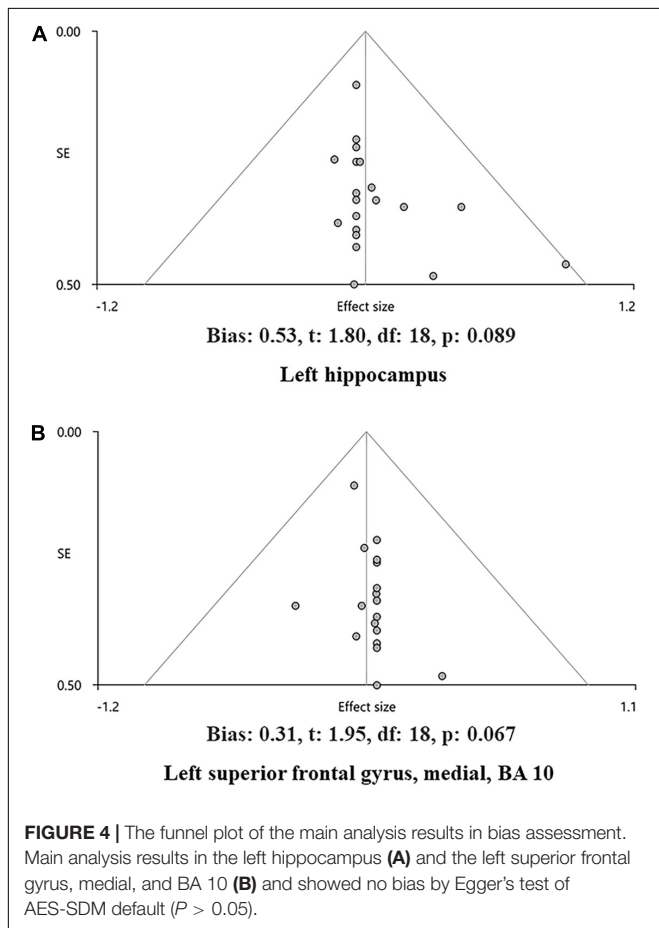 A
0.00
SE
0.50
-1.2
Effect size
1.2
Bias: 0.53, t: 1.80, df: 18, p: 0.089
Left hippocampus
B
0.00
SE
0.50
-1.2
Effect size
1.1
Bias: 0.31, t: 1.95, df: 18, p: 0.067
Left superior frontal gyrus, medial, BA 10
FIGURE 4 | The funnel plot of the main analysis results in bias assessment.
Main analysis results in the left hippocampus (A) and the left superior frontal
gyrus, medial, and BA 10 (B) and showed no bias by Egger's test of
AES-SDM default (P > 0.05).